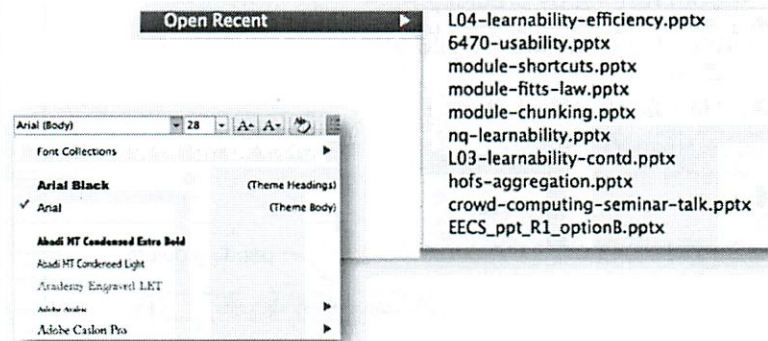 Open Recent
L04-learnability-efficiency.pptx
6470-usability.pptx
module-shortcuts.pptx
module-fitts-law.pptx
module-chunking.pptx
nq-learnability.pptx
L03-learnability-contd.pptx
hofs-aggregation.pptx
crowd-computing-seminar-talk.pptx
EECS_ppt_R1_optionB.pptx
Arial (Body) 28 A A
Font Collections
Arial Black (Theme Headings)
✓ Arial (Theme Body)
Abadi MT Condensed Extra Bold
Abadi MT Condensed Light
Academy Engraved LET
Adobe Arabic
Adobe Caslon Pro